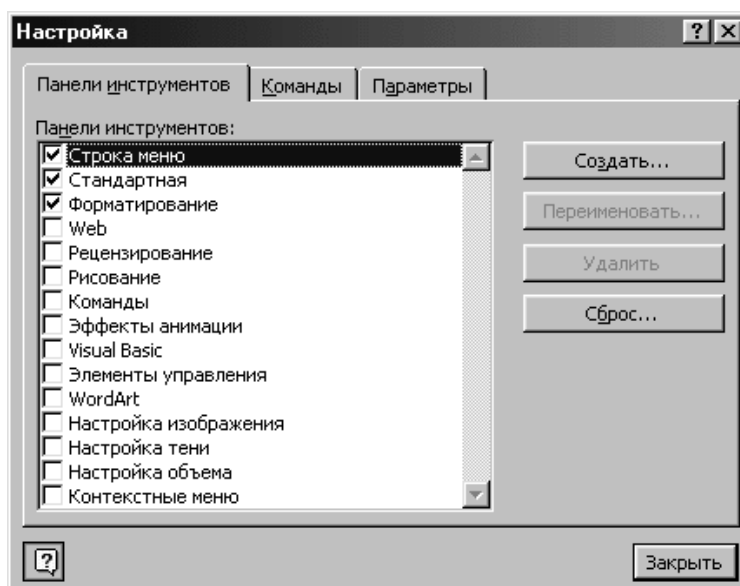 Настройка
Панели инструментов Команды Параметры
Панели инструментов:
Строка меню
Стандартная
Форматирование
Web
Рецензирование
Рисование
Команды
Эффекты анимации
Visual Basic
Элементы управления
WordArt
Настройка изображения
Настройка тени
Настройка объема
Контекстные меню
Создать...
Переименовать...
Удалить
Сброс...
Закрыть